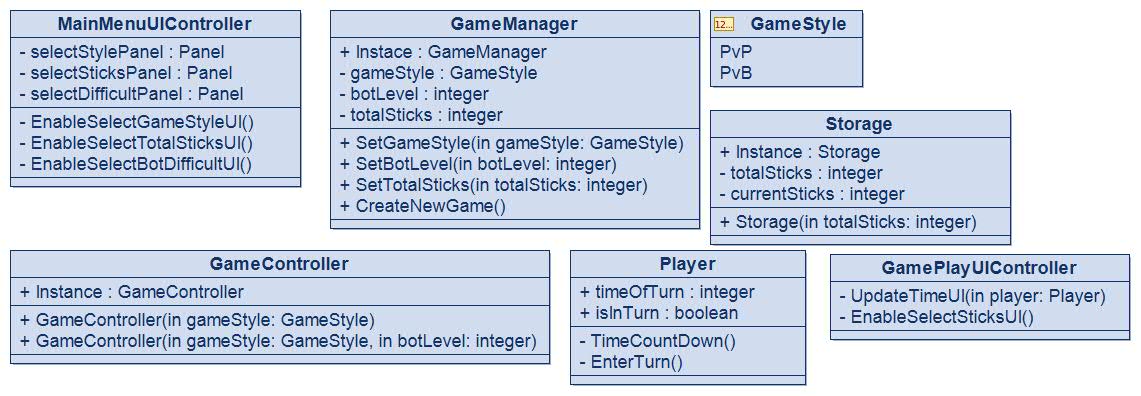 MainMenuUIController
- selectStylePanel : Panel
- selectSticksPanel : Panel
- selectDifficultPanel : Panel
- EnableSelectGameStyleUI()
- EnableSelectTotalSticksUI()
- EnableSelectBotDifficultUI()
GameManager
+ Instace : GameManager
- gameStyle : GameStyle
- botLevel : integer
- totalSticks : integer
+ SetGameStyle(in gameStyle: GameStyle)
+ SetBotLevel(in botLevel: integer)
+ SetTotalSticks(in totalSticks: integer)
+ CreateNewGame()
12... GameStyle
PvP
PvB
Storage
+ Instance : Storage
- totalSticks : integer
- currentSticks : integer
+ Storage(in totalSticks: integer)
GameController
+ Instance : GameController
+ GameController(in gameStyle: GameStyle)
+ GameController(in gameStyle: GameStyle, in botLevel: integer)
Player
+ timeOfTurn : integer
+ isInTurn : boolean
- TimeCountDown()
- EnterTurn()
GamePlayUIController
- UpdateTimeUI(in player: Player)
- EnableSelectSticksUI()